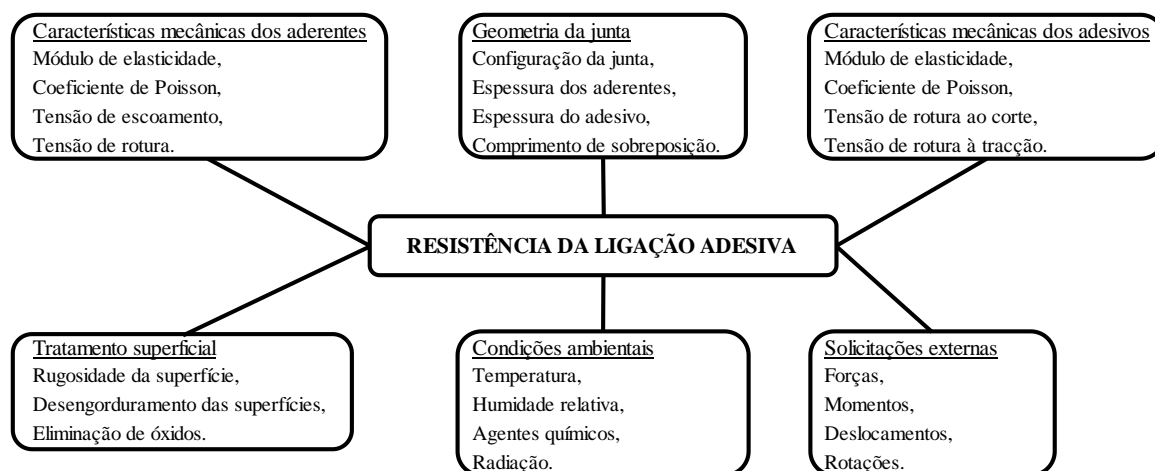 Características mecânicas dos aderentes
Módulo de elasticidade,
Coeficiente de Poisson,
Tensão de escoamento,
Tensão de rotura.
Geometria da junta
Configuração da junta,
Espessura dos aderentes,
Espessura do adesivo,
Comprimento de sobreposição.
Características mecânicas dos adesivos
Módulo de elasticidade,
Coeficiente de Poisson,
Tensão de rotura ao corte,
Tensão de rotura à tracção.
RESISTÊNCIA DA LIGAÇÃO ADESIVA
Tratamento superficial
Rugosidade da superfície,
Desengorduramento das superfícies,
Eliminação de óxidos.
Condições ambientais
Temperatura,
Humidade relativa,
Agentes químicos,
Radiação.
Solicitações externas
Forças,
Momentos,
Deslocamentos,
Rotações.